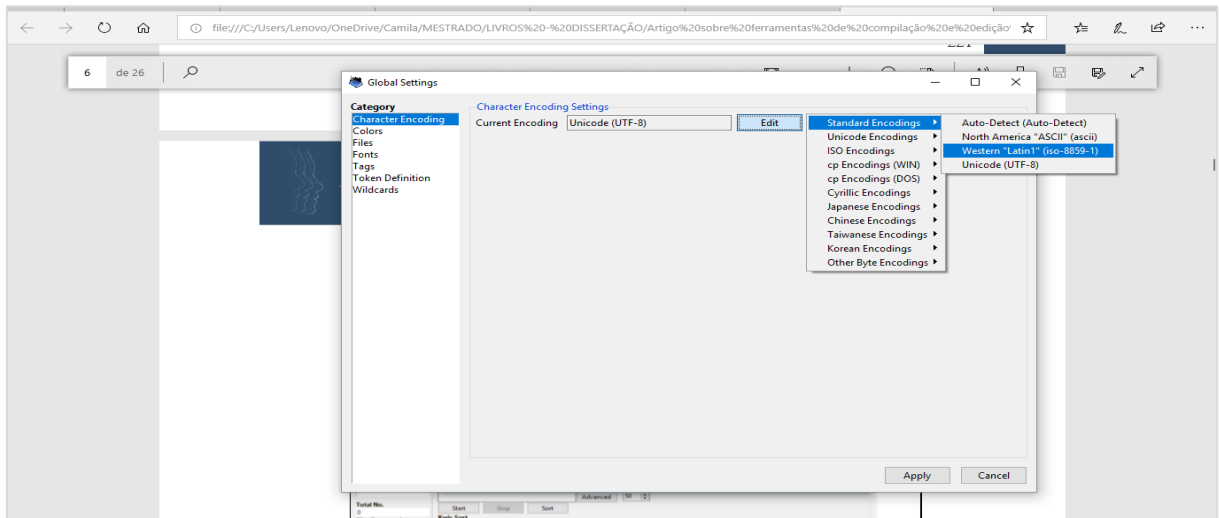 file:///C:/Users/Lenovo/OneDrive/Camila/MESTRADO/LIVROS%20-%20DISSERTAÇÃO/Artigo%20sobre%20ferramentas%20de%20compilação%20e%20edição
6 de 26
Global Settings
Category
Character Encoding
Colors
Files
Fonts
Tags
Token Definition
Wildcards
Character Encoding Settings
Current Encoding Unicode (UTF-8) Edit
Standard Encodings
Unicode Encodings
ISO Encodings
cp Encodings (WIN)
cp Encodings (DOS)
Cyrillic Encodings
Japanese Encodings
Chinese Encodings
Taiwanese Encodings
Korean Encodings
Other Byte Encodings
Auto-Detect (Auto-Detect)
North America "ASCII" (ascii)
Western "Latin1" (iso-8859-1)
Unicode (UTF-8)
Apply Cancel
Advanced 50
Total No.
0
Start Stop Sort
Kwic Sort